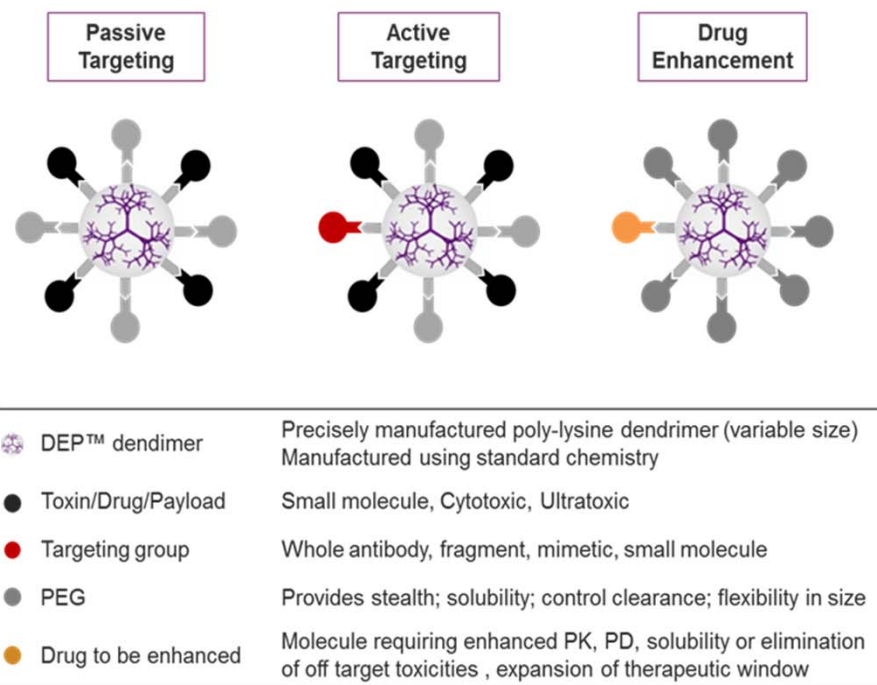 Passive
Targeting
Active
Targeting
Drug
Enhancement
DEP™ dendimer
Precisely manufactured poly-lysine dendrimer (variable size)
Manufactured using standard chemistry
Toxin/Drug/Payload
Small molecule, Cytotoxic, Ultratoxic
Targeting group
Whole antibody, fragment, mimetic, small molecule
PEG
Provides stealth; solubility; control clearance; flexibility in size
Drug to be enhanced
Molecule requiring enhanced PK, PD, solubility or elimination
of off target toxicities , expansion of therapeutic window